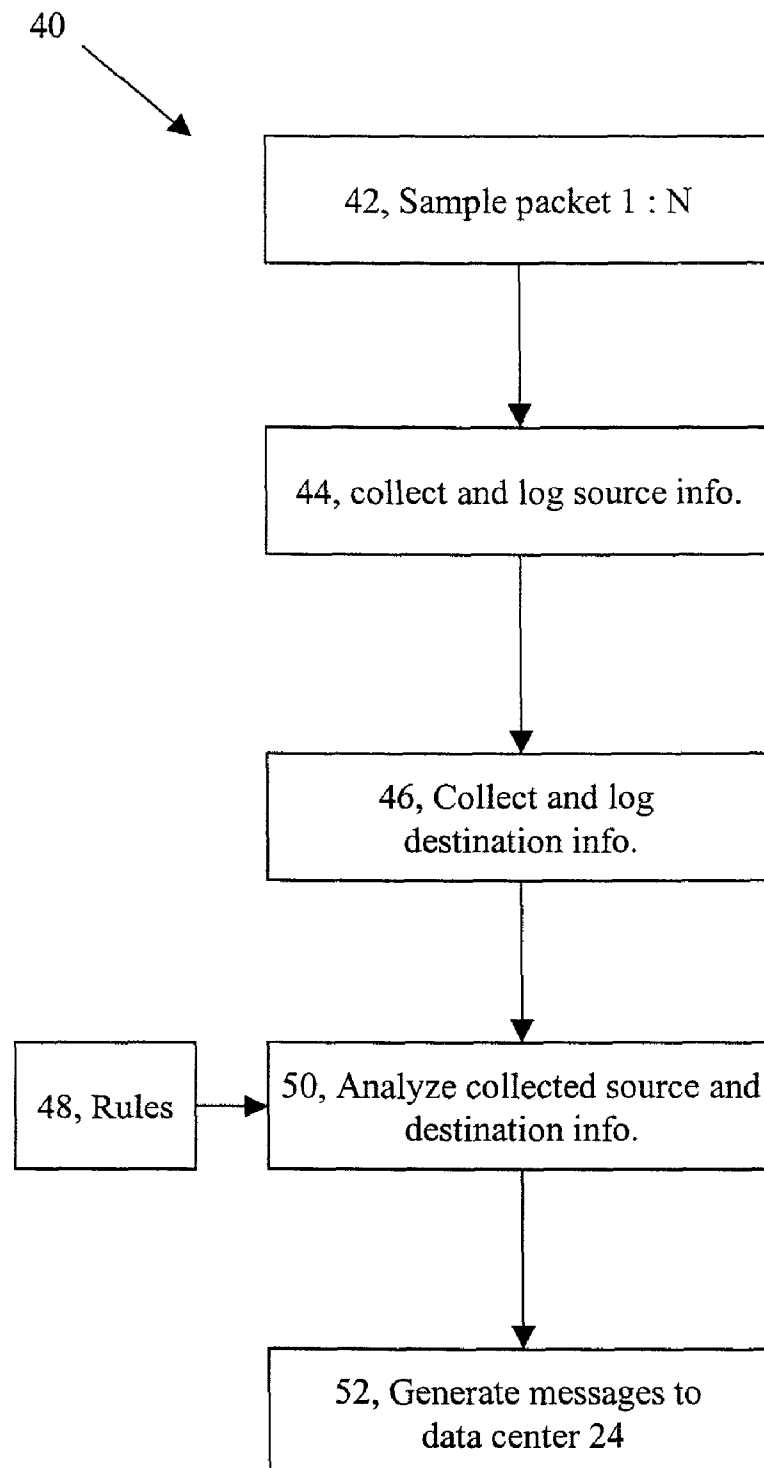 40
42, Sample packet 1 : N
44, collect and log source info.
46, Collect and log
destination info.
48, Rules
50, Analyze collected source and
destination info.
52, Generate messages to
data center 24